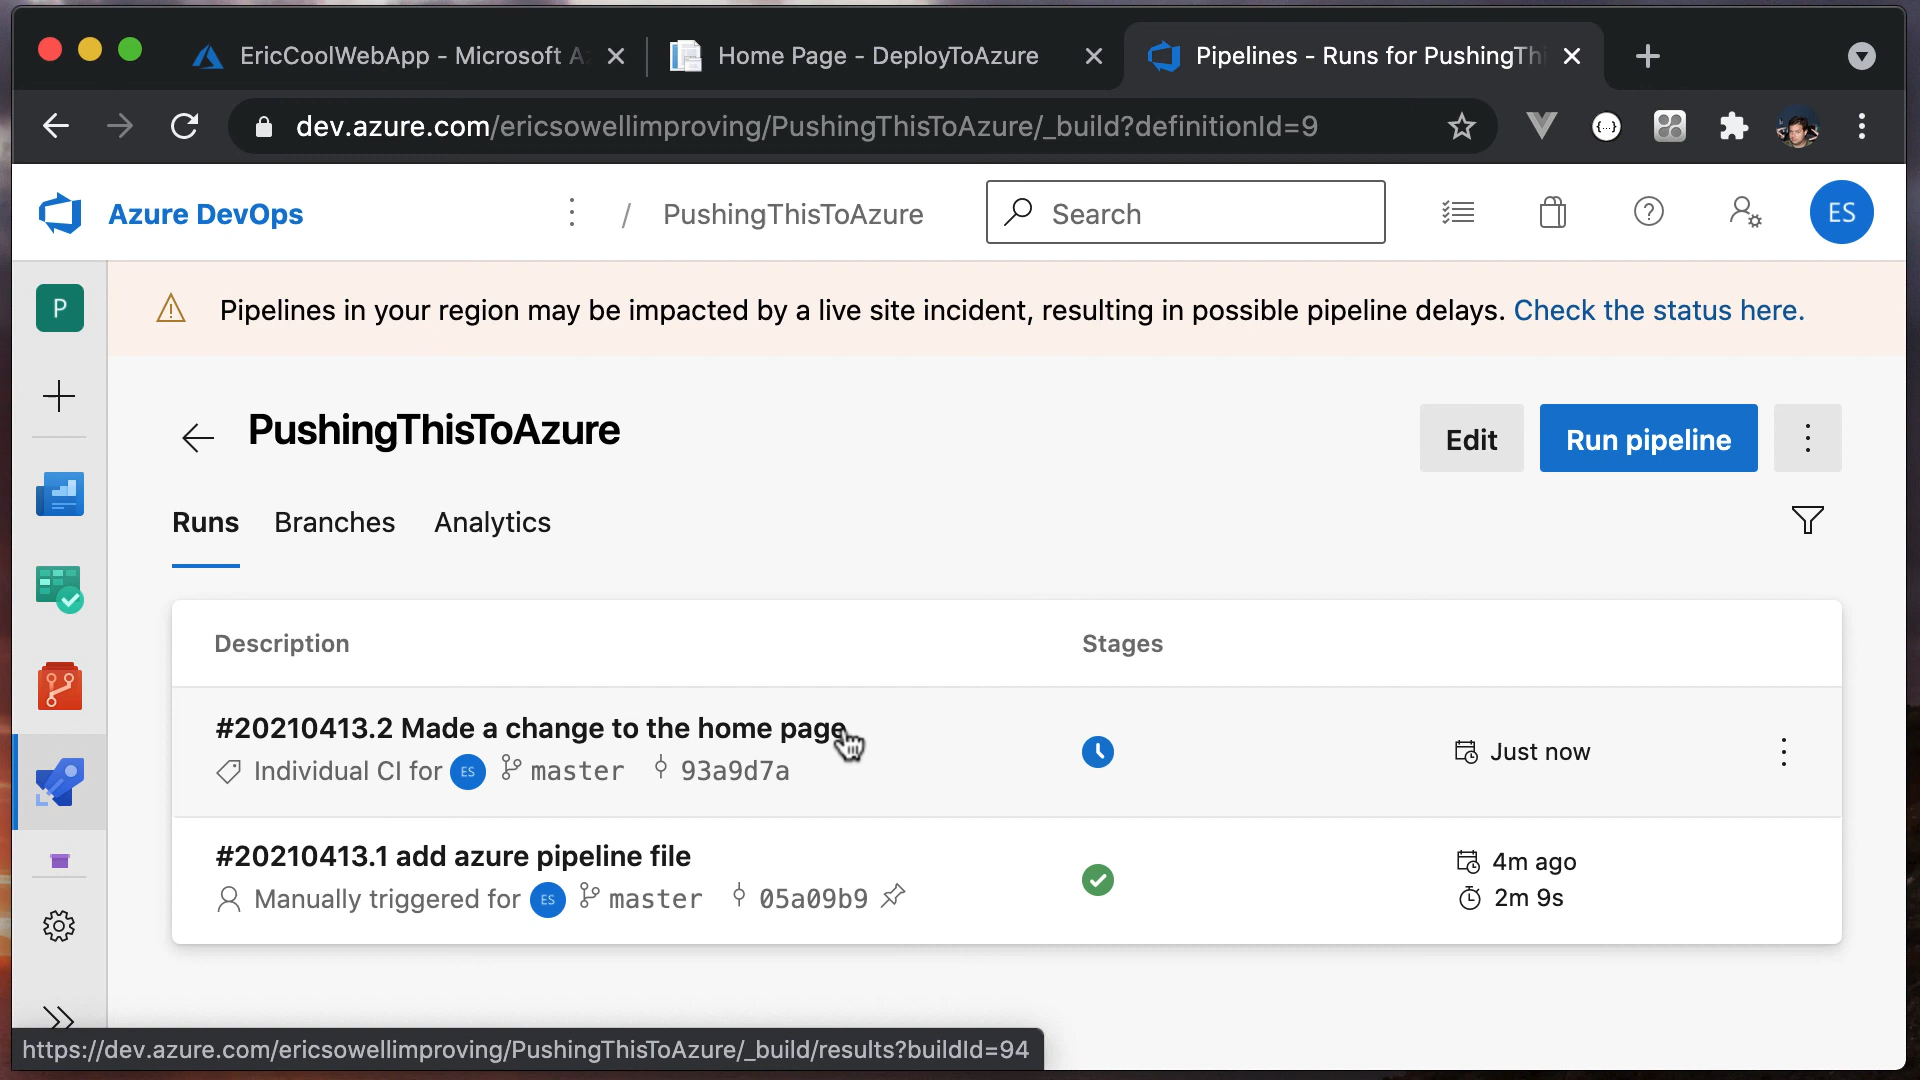 EricCoolWebApp - Microsoft Az
Home Page - DeployToAzure
Pipelines - Runs for PushingThi
dev.azure.com/ericsowellimproving/PushingThisToAzure/_build?definitionId=9
Azure DevOps
/ PushingThisToAzure
Search
ES
P
Pipelines in your region may be impacted by a live site incident, resulting in possible pipeline delays. Check the status here.
PushingThisToAzure
Edit
Run pipeline
Runs
Branches
Analytics
Description
Stages
#20210413.2 Made a change to the home page
Individual CI for ES master 93a9d7a
Just now
#20210413.1 add azure pipeline file
Manually triggered for ES master 05a09b9
4m ago
2m 9s
https://dev.azure.com/ericsowellimproving/PushingThisToAzure/_build/results?buildId=94